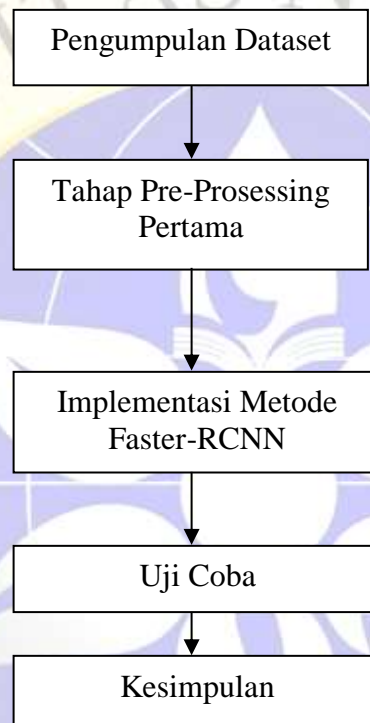 Pengumpulan Dataset
Tahap Pre-Prosessing
Pertama
Implementasi Metode
Faster-RCNN
Uji Coba
Kesimpulan